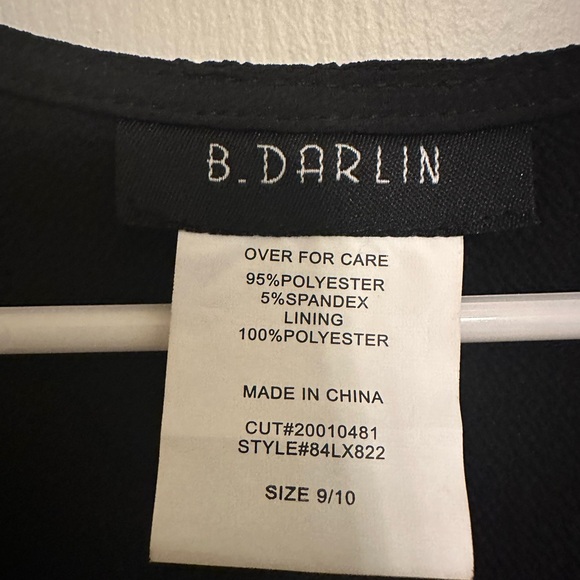 B.DARLIN
OVER FOR CARE
95%POLYESTER
5%SPANDEX
LINING
100%POLYESTER
MADE IN CHINA
CUT#20010481
STYLE#84LX822
SIZE 9/10